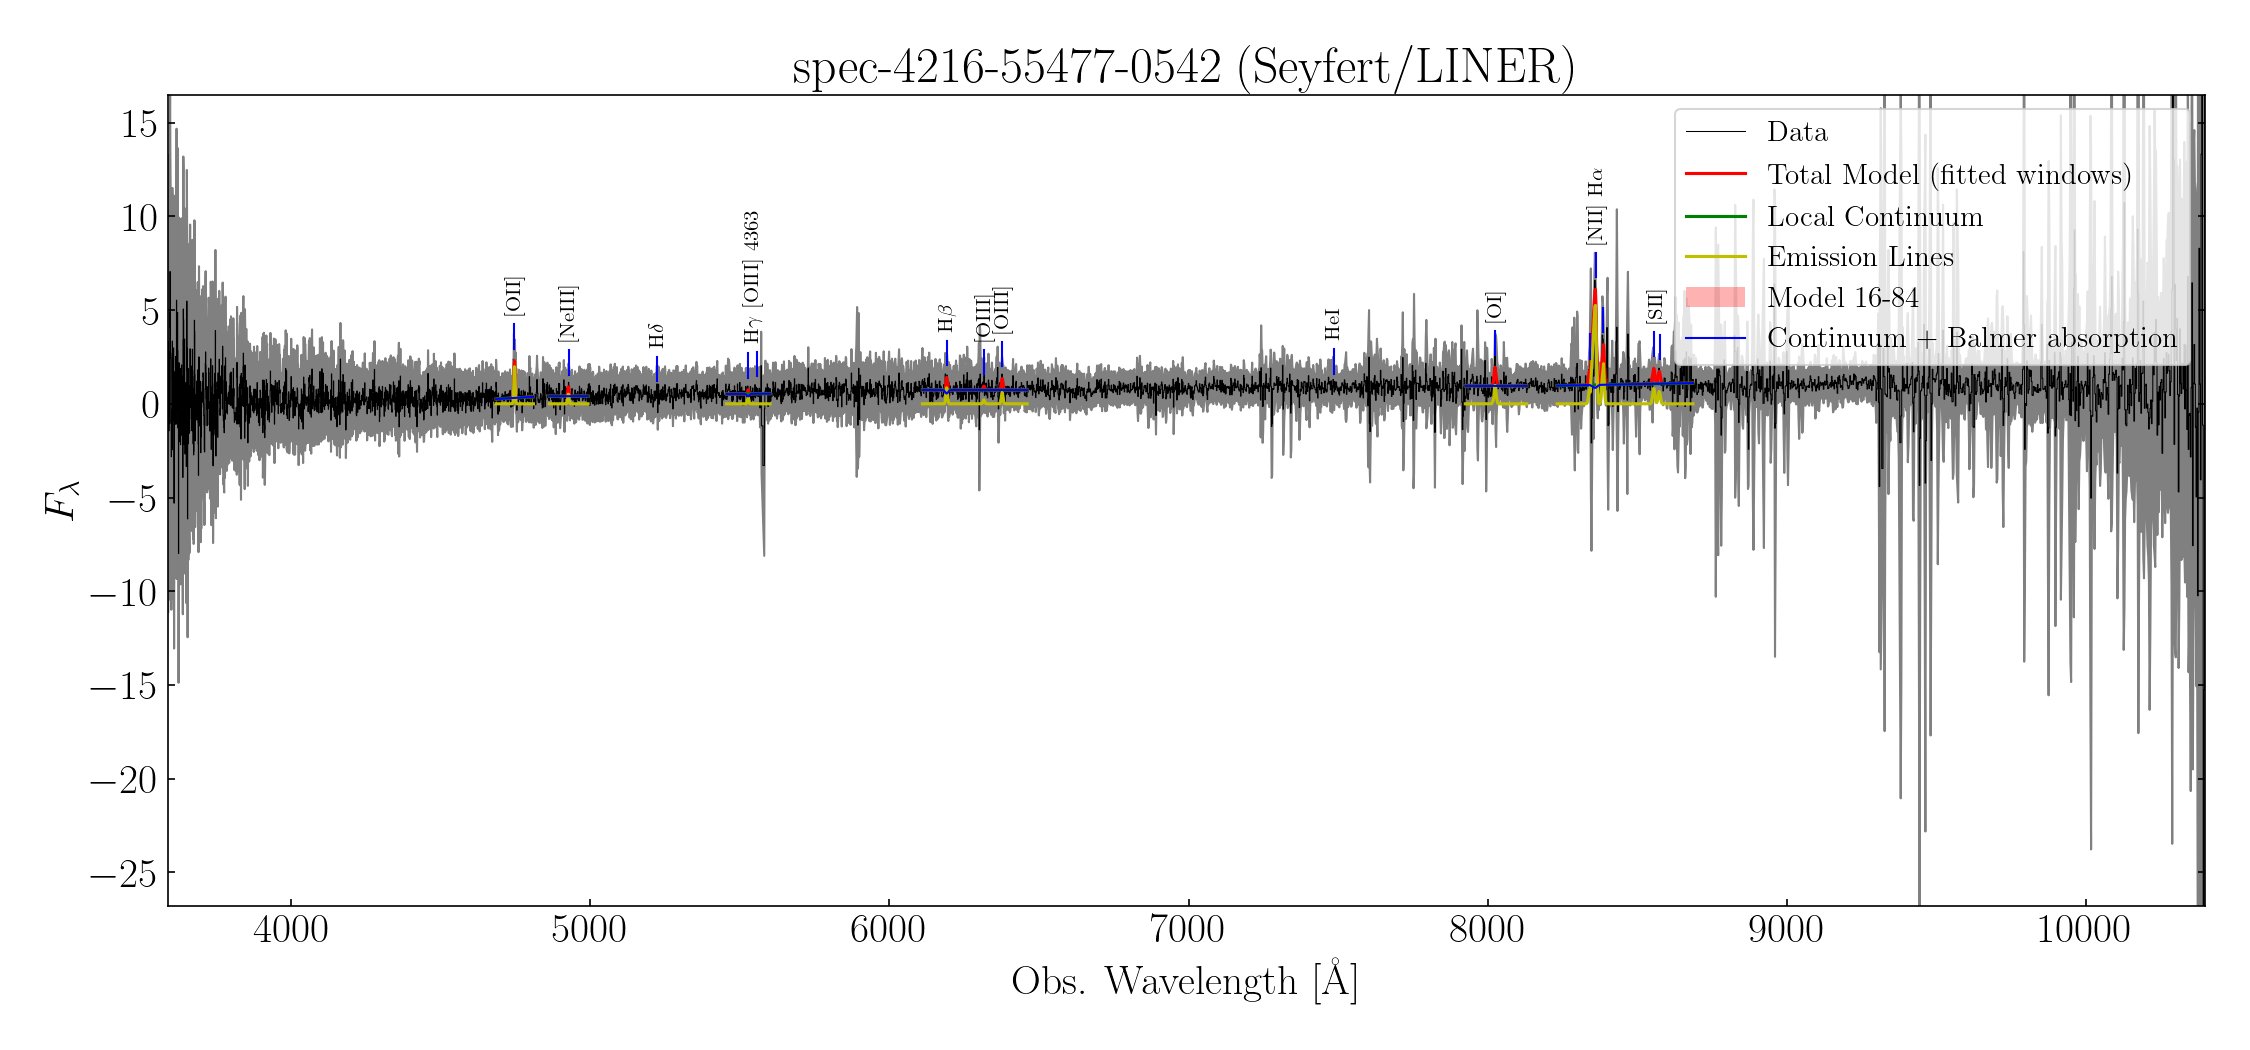 spec-4216-55477-0542 (Seyfert/LINER)
15
10
5
0
−5
−10
−15
−20
−25
Fλ
[OII]
[NeIII]
Hδ
Hγ [OIII] 4363
Hβ
[OIII]
[OIII]
HeI
[OI]
[NII] Hα
[SII]
Data
Total Model (fitted windows)
Local Continuum
Emission Lines
Model 16-84
Continuum + Balmer absorption
4000
5000
6000
7000
8000
9000
10000
Obs. Wavelength [Å]